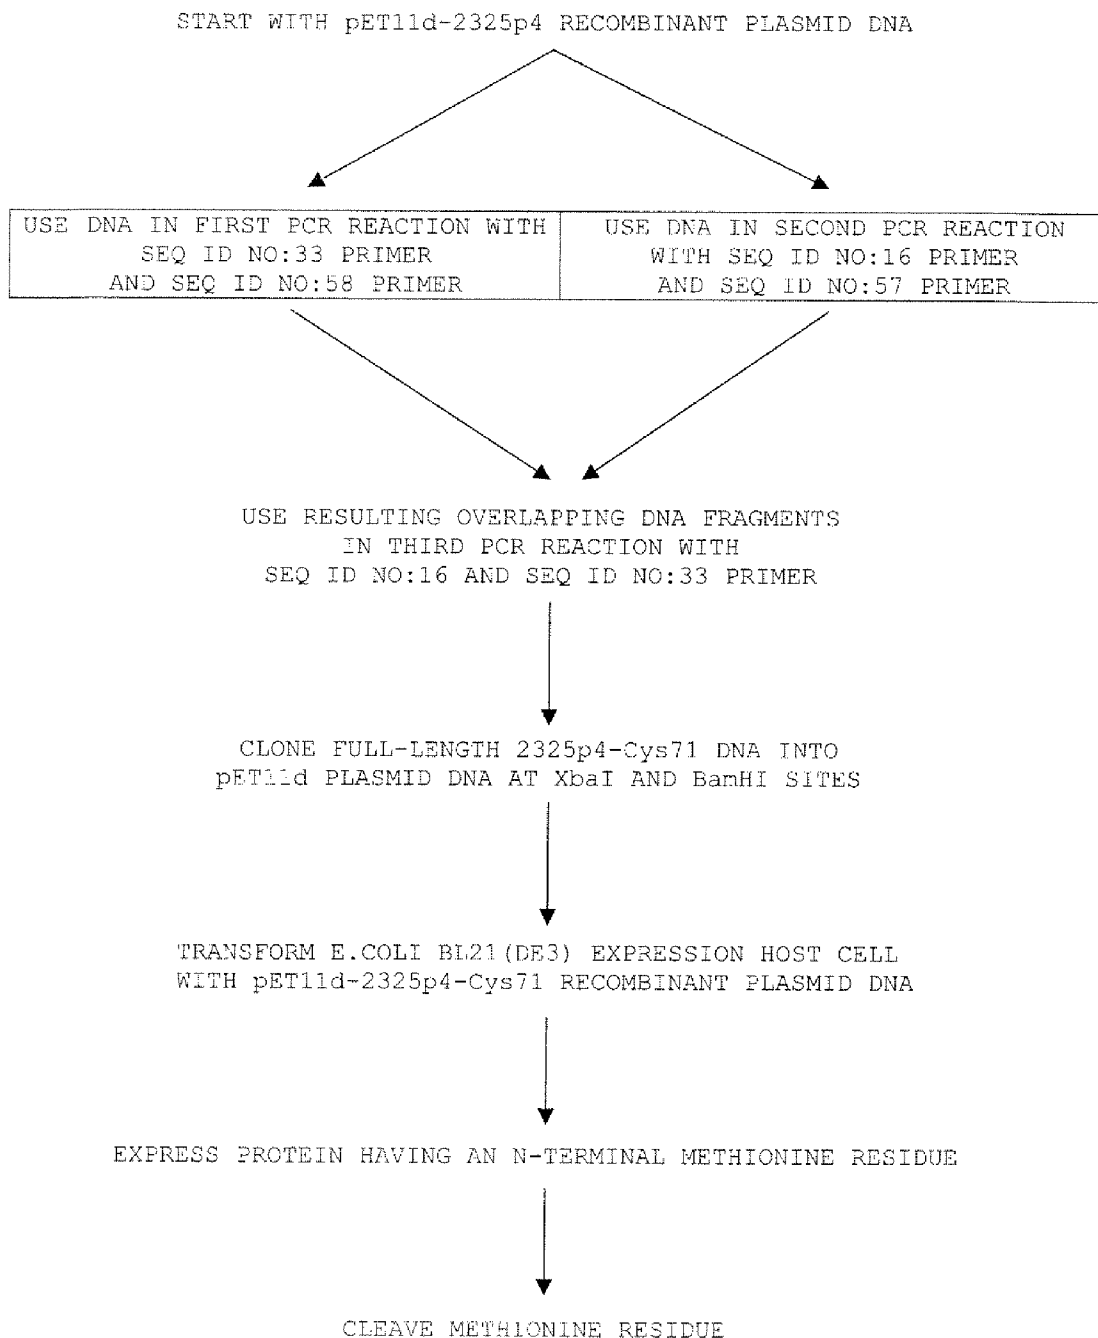 START WITH pET11d-2325p4 RECOMBINANT PLASMID DNA
USE DNA IN FIRST PCR REACTION WITH
SEQ ID NO:33 PRIMER
AND SEQ ID NO:58 PRIMER
USE DNA IN SECOND PCR REACTION
WITH SEQ ID NO:16 PRIMER
AND SEQ ID NO:57 PRIMER
USE RESULTING OVERLAPPING DNA FRAGMENTS
IN THIRD PCR REACTION WITH
SEQ ID NO:16 AND SEQ ID NO:33 PRIMER
CLONE FULL-LENGTH 2325p4-Cys71 DNA INTO
pET11d PLASMID DNA AT XbaI AND BamHI SITES
TRANSFORM E.COLI BL21(DE3) EXPRESSION HOST CELL
WITH pET11d-2325p4-Cys71 RECOMBINANT PLASMID DNA
EXPRESS PROTEIN HAVING AN N-TERMINAL METHIONINE RESIDUE
CLEAVE METHIONINE RESIDUE